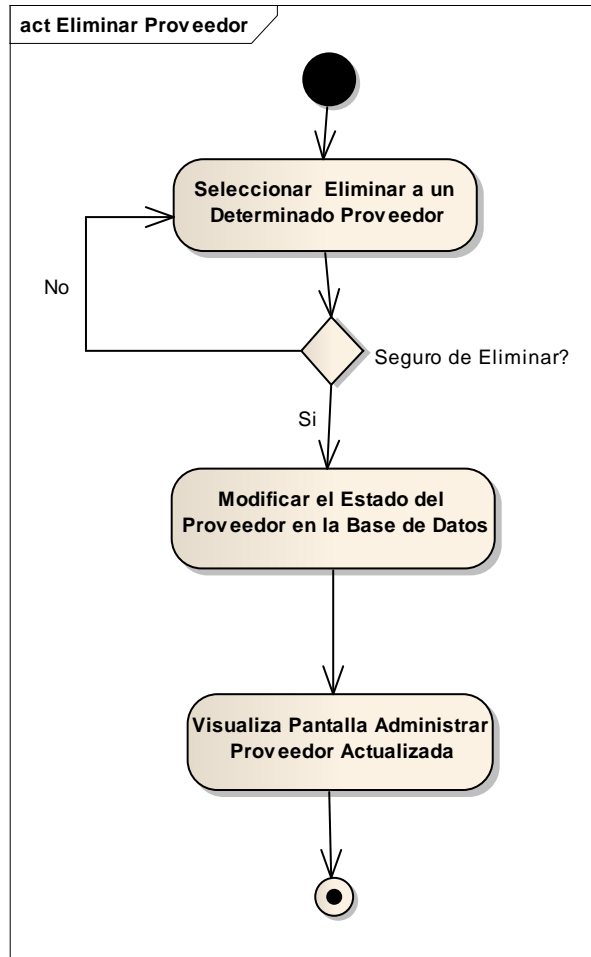 act Eliminar Proveedor
Seleccionar Eliminar a un
Determinado Proveedor
No
Seguro de Eliminar?
Si
Modificar el Estado del
Proveedor en la Base de Datos
Visualiza Pantalla Administrar
Proveedor Actualizada